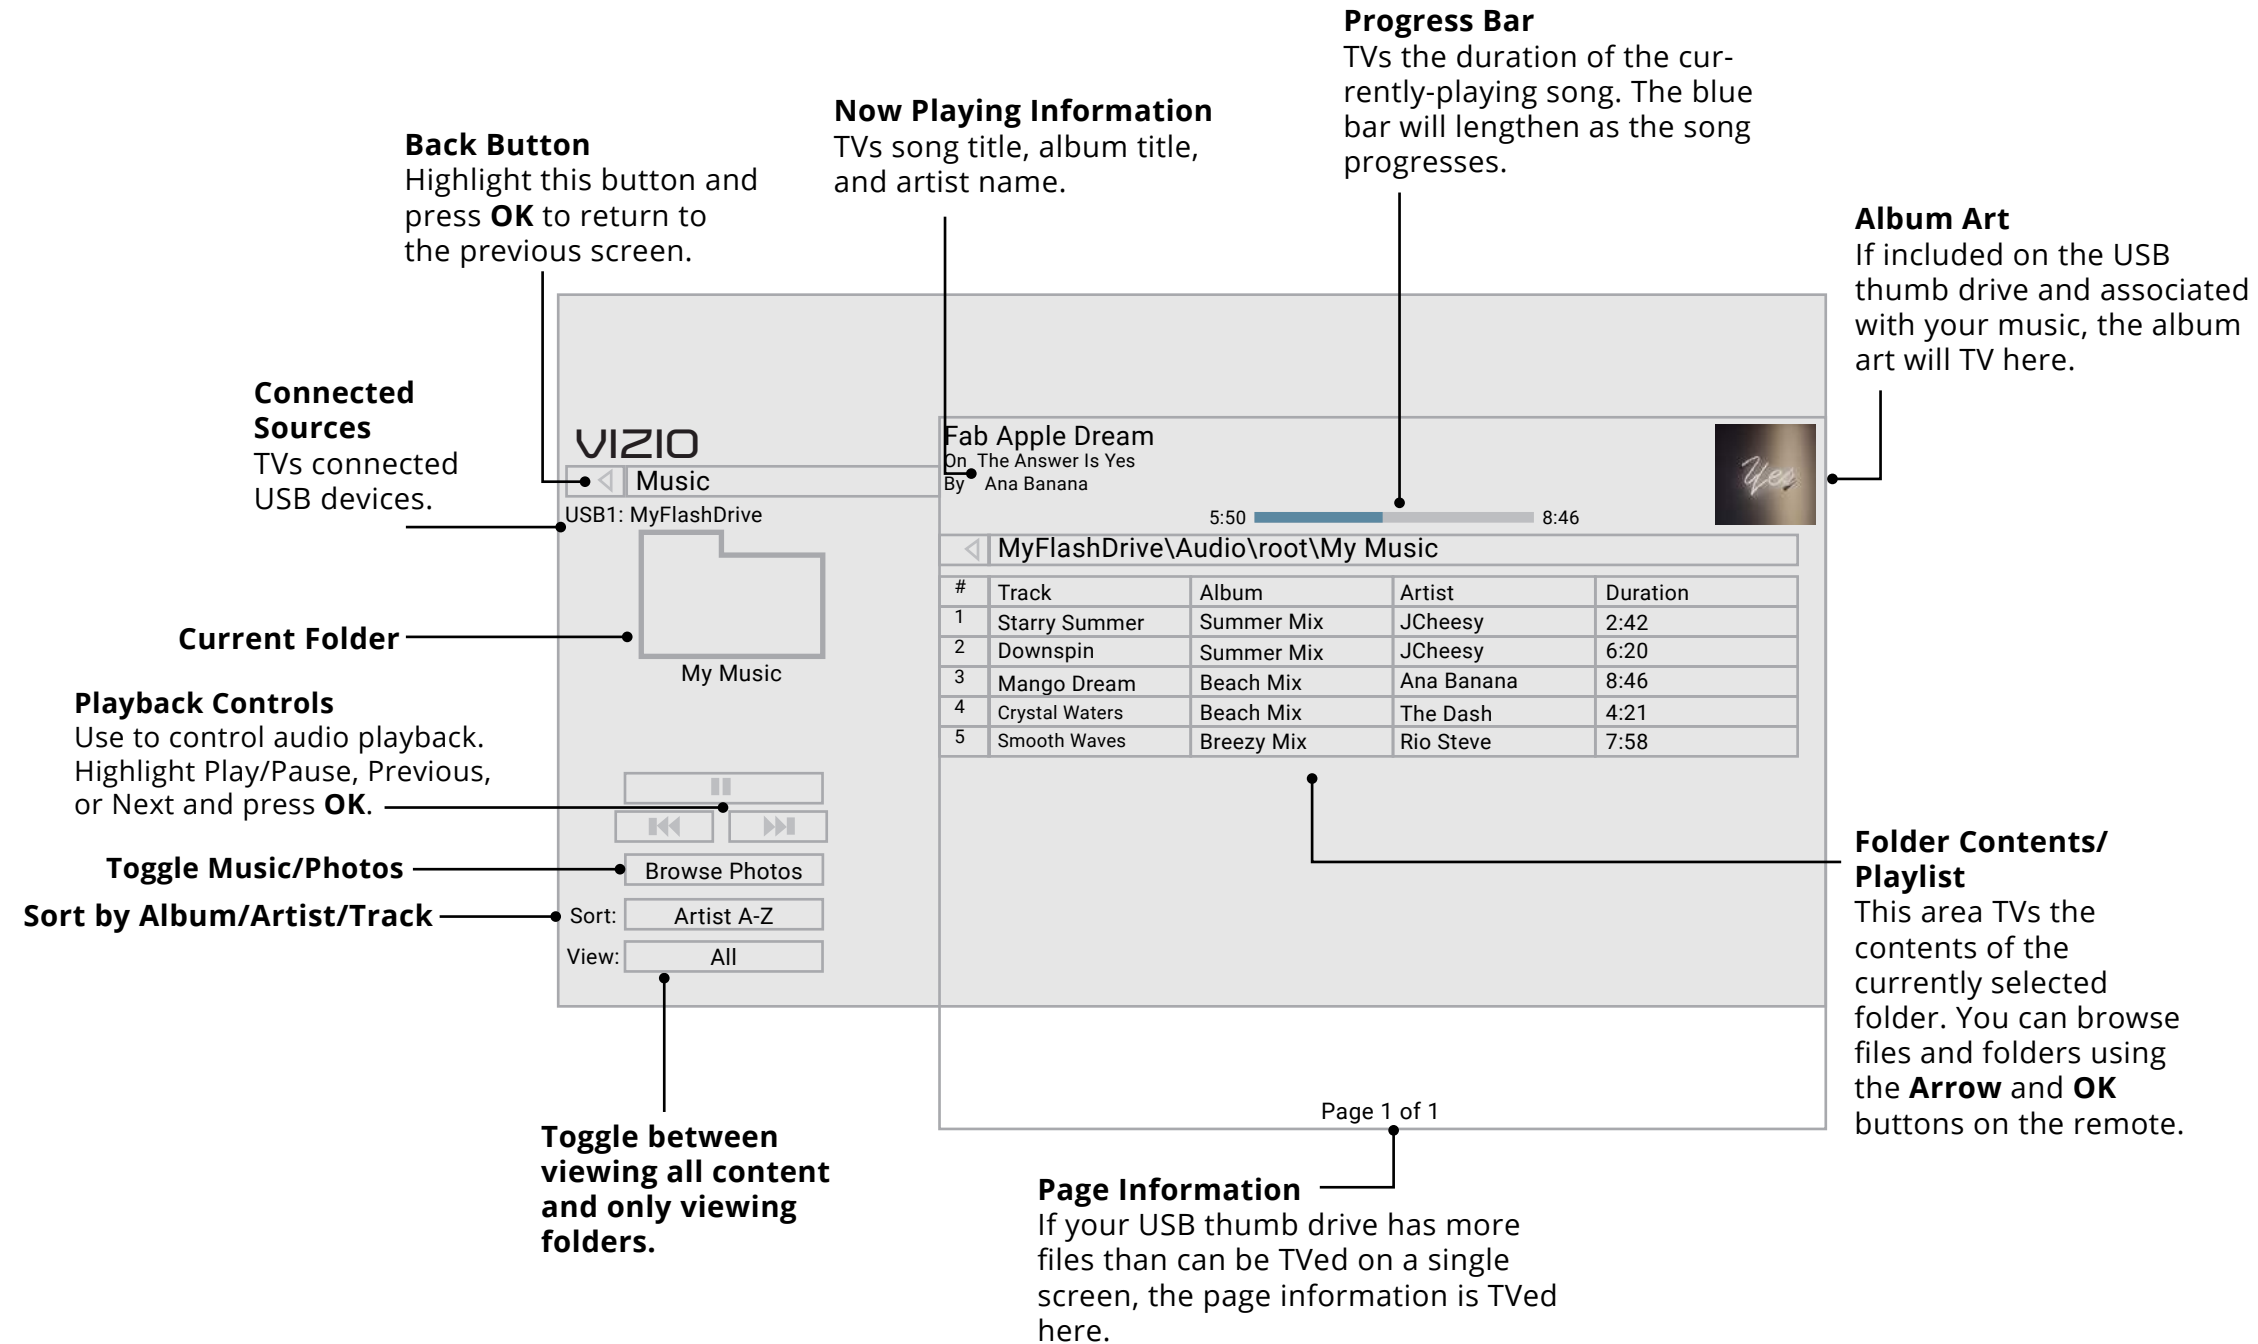 Progress Bar
TVs the duration of the cur-
rently-playing song. The blue
bar will lengthen as the song
progresses.
Now Playing Information
TVs song title, album title,
and artist name.
Back Button
Highlight this button and
press OK to return to
the previous screen.
Album Art
If included on the USB
thumb drive and associated
with your music, the album
art will TV here.
Connected
Sources
TVs connected
USB devices.
VIZIO
Music
USB1: MyFlashDrive
My Music
Current Folder
Playback Controls
Use to control audio playback.
Highlight Play/Pause, Previous,
or Next and press OK.
Toggle Music/Photos
Browse Photos
Sort by Album/Artist/Track
Sort: Artist A-Z
View: All
Toggle between
viewing all content
and only viewing
folders.
Fab Apple Dream
On The Answer Is Yes
By Ana Banana
Yes
5:50 8:46
MyFlashDrive\Audio\root\My Music
# Track Album Artist Duration
1 Starry Summer Summer Mix JCheesy 2:42
2 Downspin Summer Mix JCheesy 6:20
3 Mango Dream Beach Mix Ana Banana 8:46
4 Crystal Waters Beach Mix The Dash 4:21
5 Smooth Waves Breezy Mix Rio Steve 7:58
Folder Contents/
Playlist
This area TVs the
contents of the
currently selected
folder. You can browse
files and folders using
the Arrow and OK
buttons on the remote.
Page 1 of 1
Page Information
If your USB thumb drive has more
files than can be TVed on a single
screen, the page information is TVed
here.